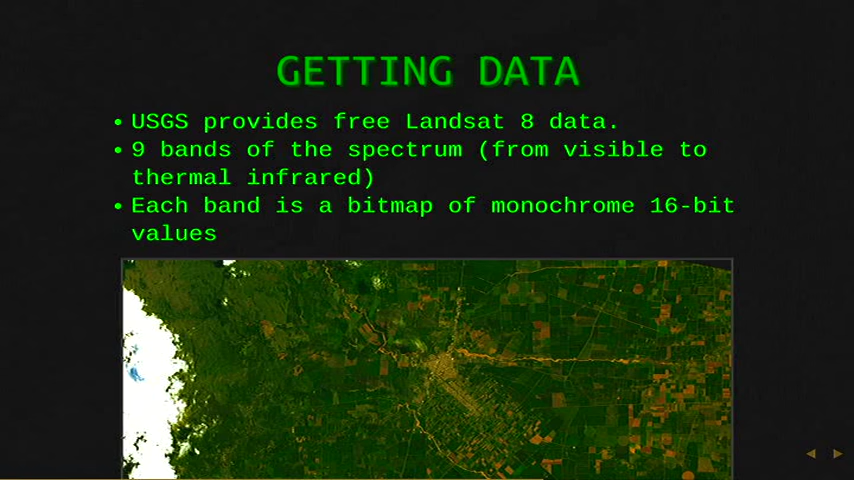 GETTING DATA
• USGS provides free Landsat 8 data.
• 9 bands of the spectrum (from visible to
thermal infrared)
• Each band is a bitmap of monochrome 16-bit
values